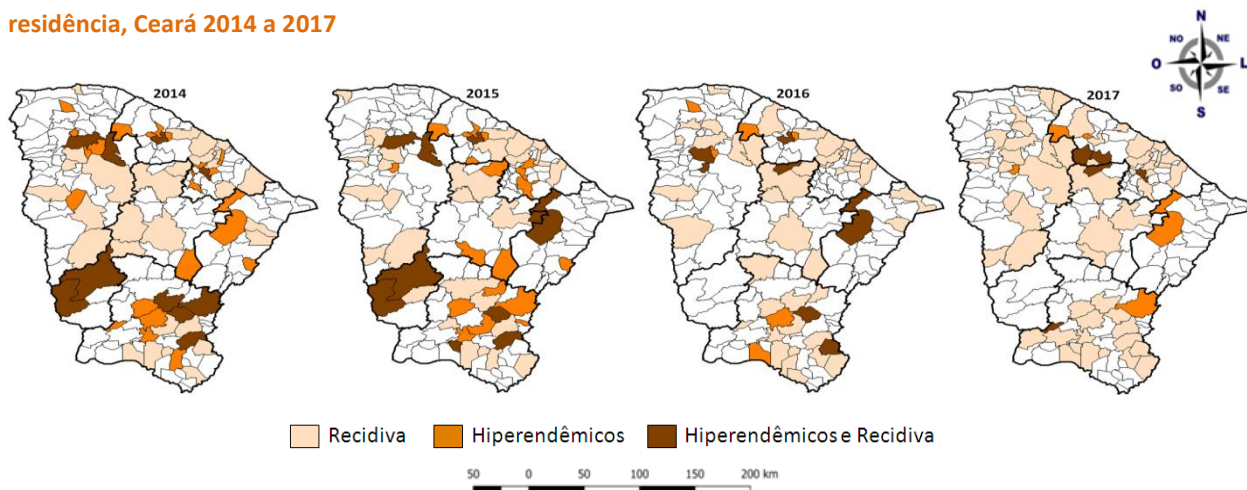 residência, Ceará 2014 a 2017
N
NO NE
O L
SO SE
S
2014 2015 2016 2017
Recidiva Hiperendêmicos Hiperendêmicos e Recidiva
50 0 50 100 150 200 km